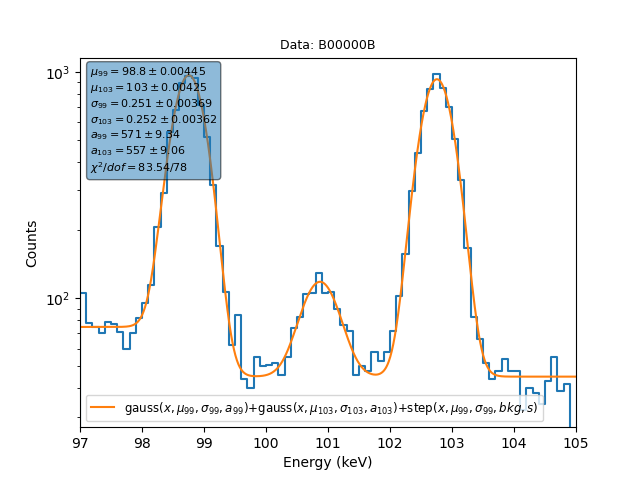 Data: B00000B
10³
μ₉₉ = 98.8 ± 0.00445
μ₁₀₃ = 103 ± 0.00425
σ₉₉ = 0.251 ± 0.00369
σ₁₀₃ = 0.252 ± 0.00362
a₉₉ = 571 ± 9.34
a₁₀₃ = 557 ± 9.06
χ²/dof = 83.54/78
Counts
10²
gauss(x, μ₉₉, σ₉₉, a₉₉)+gauss(x, μ₁₀₃, σ₁₀₃, a₁₀₃)+step(x, μ₉₉, σ₉₉, bkg, s)
97 98 99 100 101 102 103 104 105
Energy (keV)